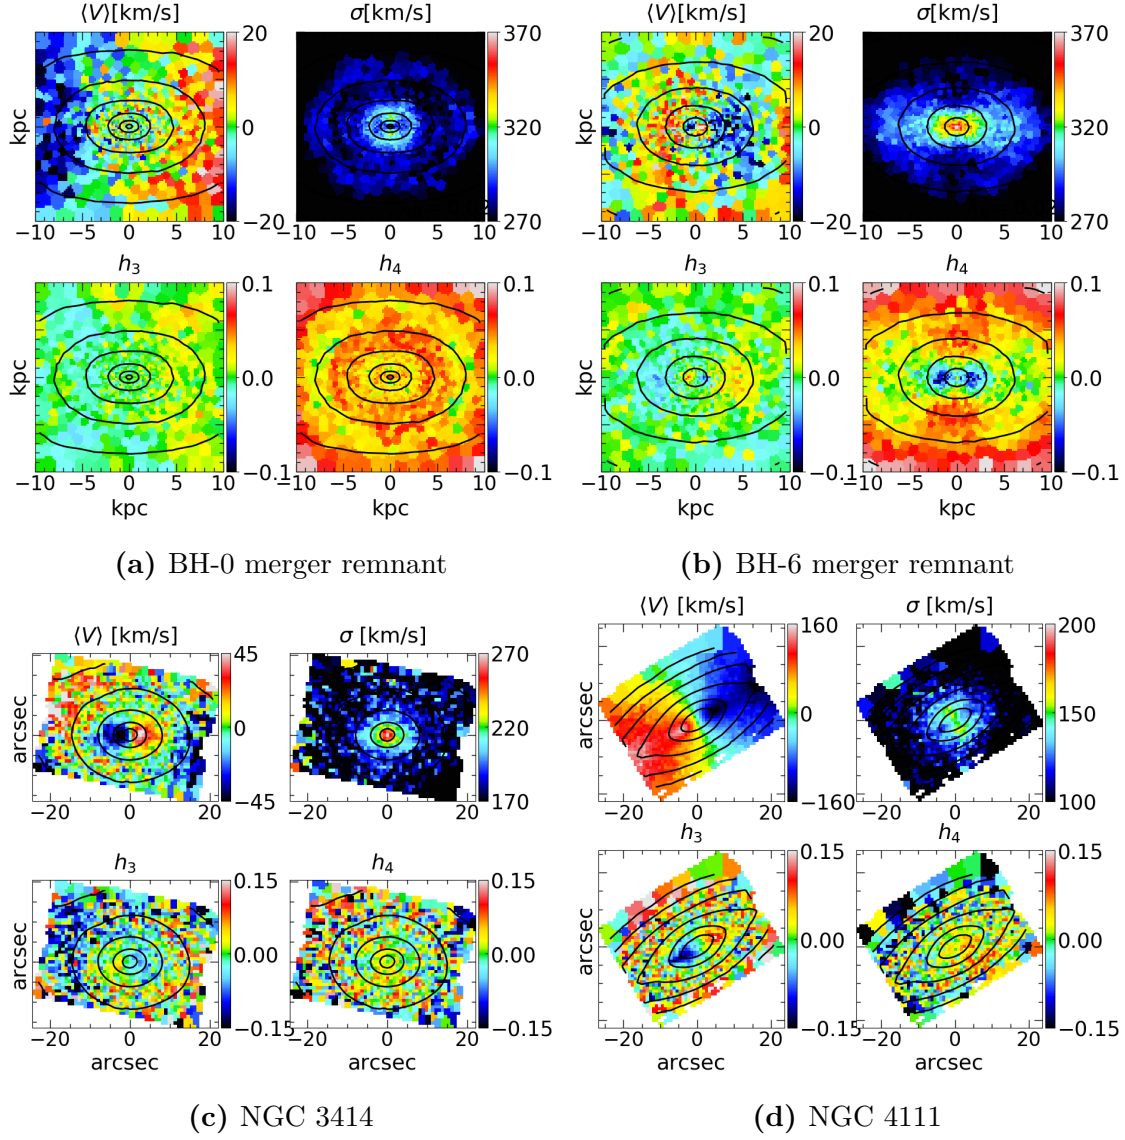 ⟨V⟩[km/s] σ[km/s] ⟨V⟩[km/s] σ[km/s]
kpc 20 0 −20 370 320 270 kpc 20 0 −20 370 320 270
−10 −5 0 5 10 −10 −5 0 5 10 −10 −5 0 5 10 −10 −5 0 5 10
h3 h4 h3 h4
kpc 0.1 0.0 −0.1 0.1 0.0 −0.1 kpc 0.1 0.0 −0.1 0.1 0.0 −0.1
−10 −5 0 5 10 −10 −5 0 5 10 −10 −5 0 5 10 −10 −5 0 5 10
kpc kpc kpc kpc
(a) BH-0 merger remnant (b) BH-6 merger remnant
⟨V⟩ [km/s] σ [km/s] ⟨V⟩ [km/s] σ [km/s]
arcsec 45 0 −45 270 220 170 arcsec 160 0 −160 200 150 100
−20 0 20 −20 0 20 −20 0 20 −20 0 20
h3 h4 h3 h4
arcsec 0.15 0.00 −0.15 0.15 0.00 −0.15 arcsec 0.15 0.00 −0.15 0.15 0.00 −0.15
−20 0 20 −20 0 20 −20 0 20 −20 0 20
arcsec arcsec arcsec arcsec
(c) NGC 3414 (d) NGC 4111